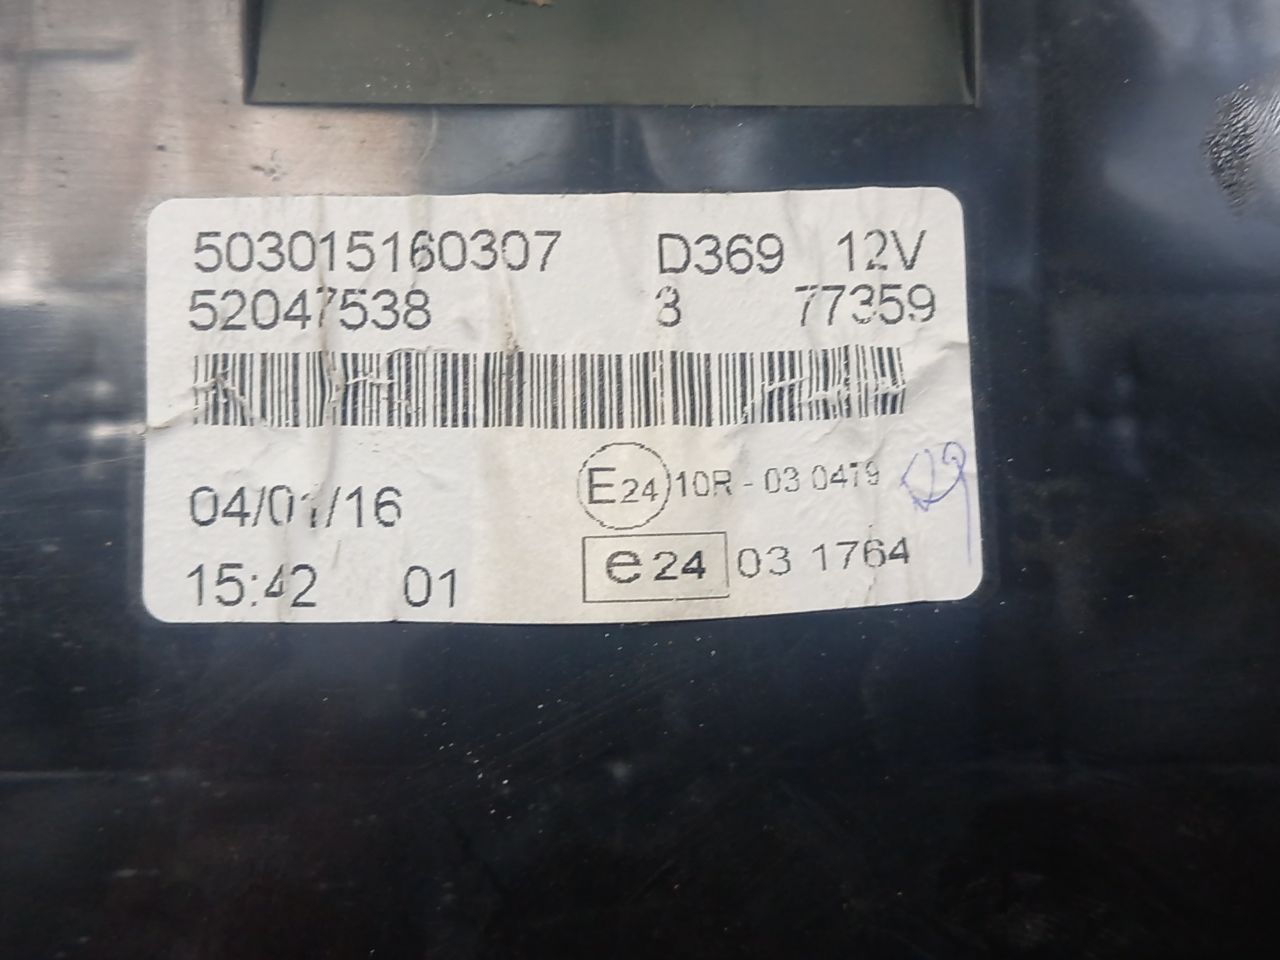 503015160307 D369 12V
52047538 3 77359
04/01/16
E24 10R - 03 0479
15:42 01
e24 03 1764